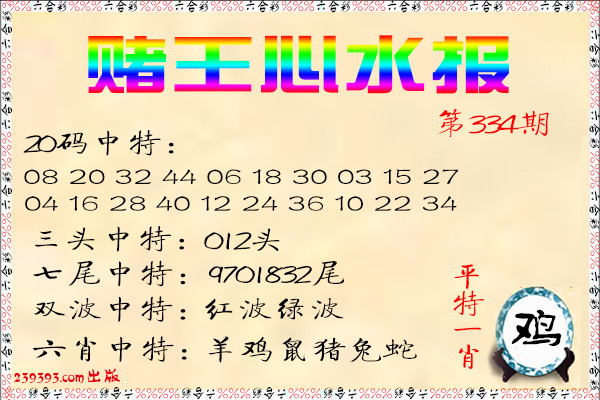 赌王心水报
第334期
20码中特：
08 20 32 44 06 18 30 03 15 27
04 16 28 40 12 24 36 10 22 34
三头中特：012头
七尾中特：9701832尾
双波中特：红波绿波
六肖中特：羊鸡鼠猪兔蛇
平特一肖
鸡
239393.com出版